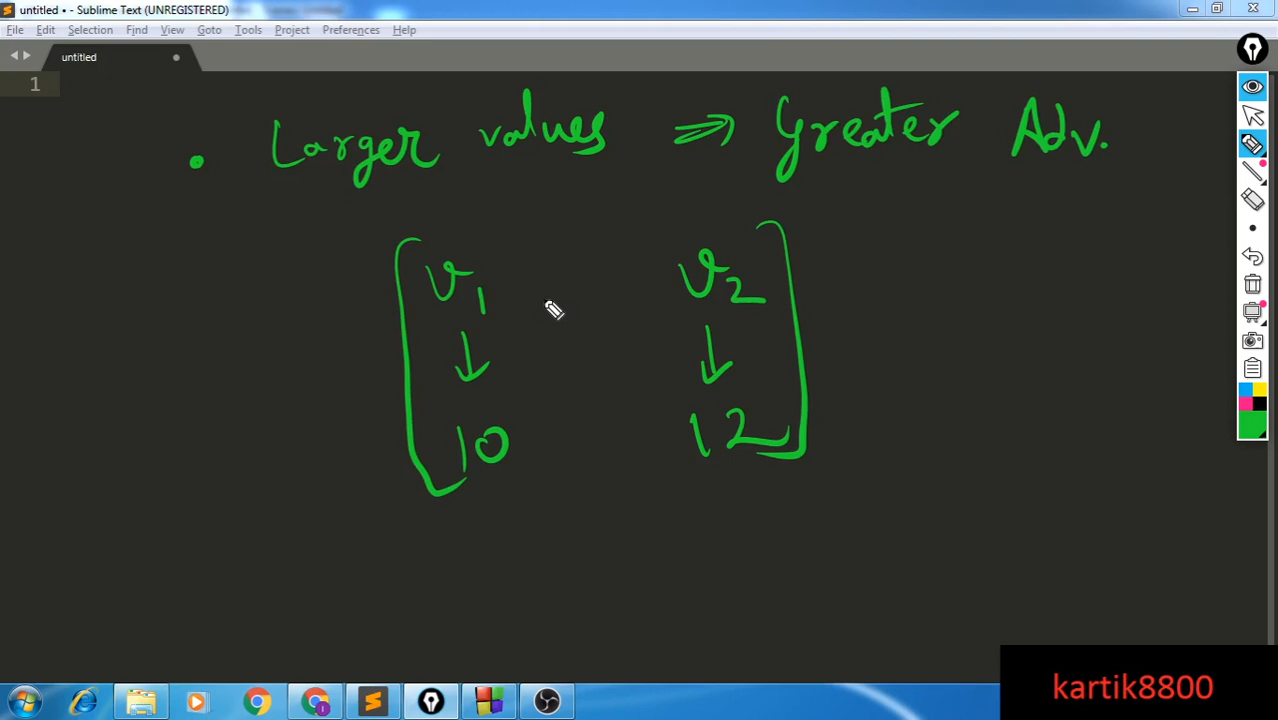 untitled • - Sublime Text (UNREGISTERED)
File Edit Selection Find View Goto Tools Project Preferences Help
untitled
1
• Larger values ⇒ Greater Adv.
v1 v2
↓ ↓
10 12
kartik8800